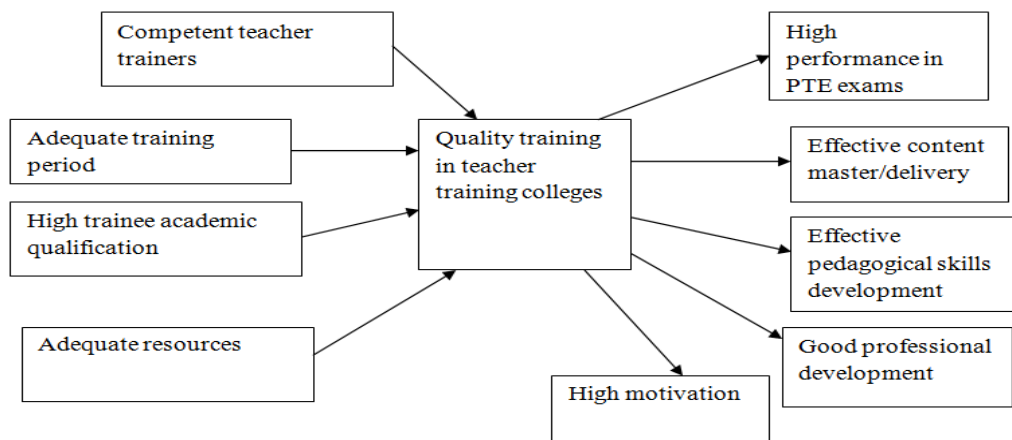 Competent teacher
trainers
Adequate training
period
High trainee academic
qualification
Adequate resources
Quality training
in teacher
training colleges
High
performance in
PTE exams
Effective content
master/delivery
Effective
pedagogical skills
development
Good professional
development
High motivation